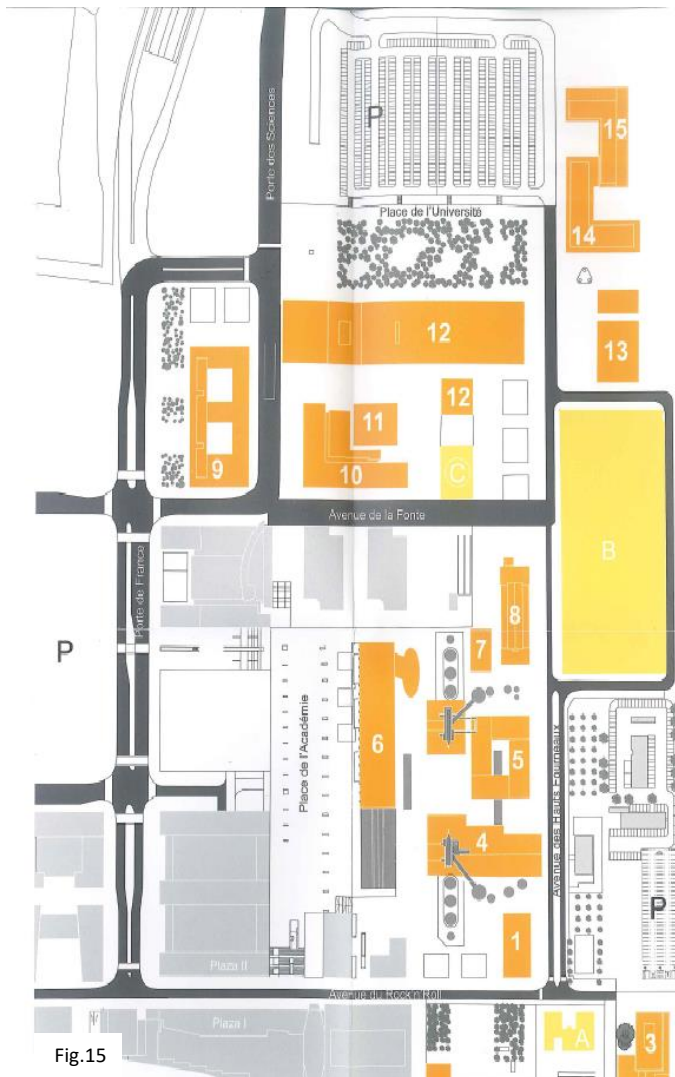 P
Porte des Sciences
Place de l'Université
15
14
12
13
11
12
9
10
C
Avenue de la Fonte
B
Porte de France
8
7
P
Place de l'Académie
6
5
Avenue des Hauts Fourneaux
4
P
1
Plaza II
Avenue du Rock'n'Roll
Plaza I
A
3
Fig.15